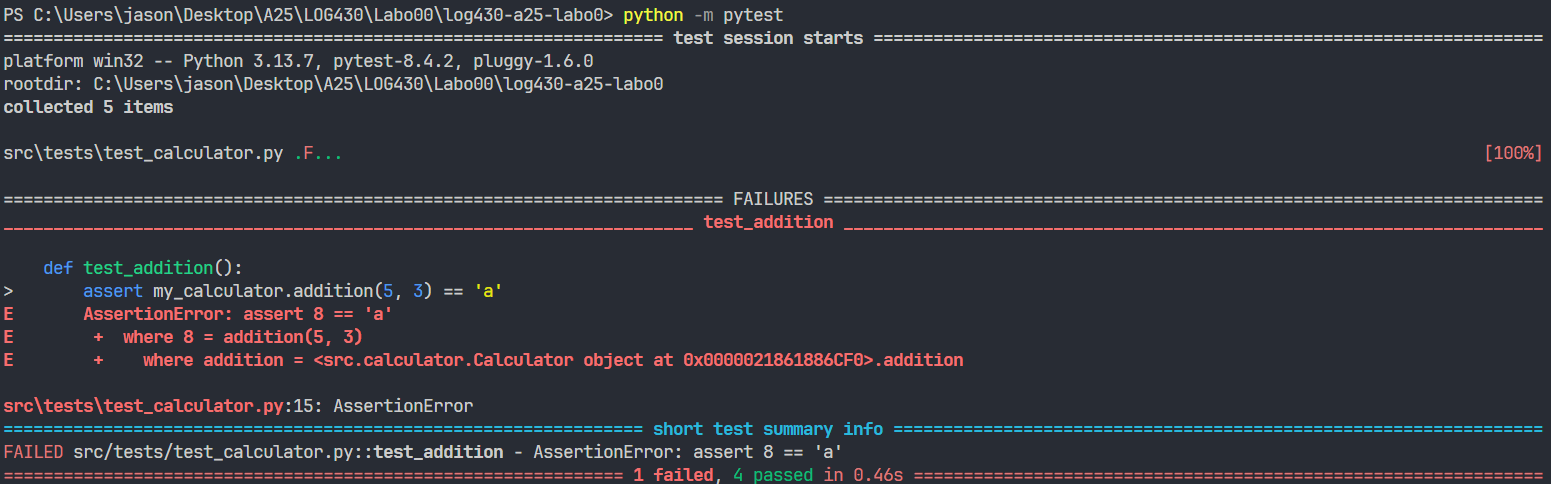 PS C:\Users\jason\Desktop\A25\LOG430\Labo00\log430-a25-labo0> python -m pytest
================================================================== test session starts ===================================================================
platform win32 -- Python 3.13.7, pytest-8.4.2, pluggy-1.6.0
rootdir: C:\Users\jason\Desktop\A25\LOG430\Labo00\log430-a25-labo0
collected 5 items
src\tests\test_calculator.py .F... [100%]
======================================================================== FAILURES ========================================================================
_____________________________________________________________________ test_addition ______________________________________________________________________
    def test_addition():
>       assert my_calculator.addition(5, 3) == 'a'
E       AssertionError: assert 8 == 'a'
E        +  where 8 = addition(5, 3)
E        +    where addition = <src.calculator.Calculator object at 0x0000021861886CF0>.addition
src\tests\test_calculator.py:15: AssertionError
================================================================ short test summary info =================================================================
FAILED src/tests/test_calculator.py::test_addition - AssertionError: assert 8 == 'a'
============================================================== 1 failed, 4 passed in 0.46s ===============================================================